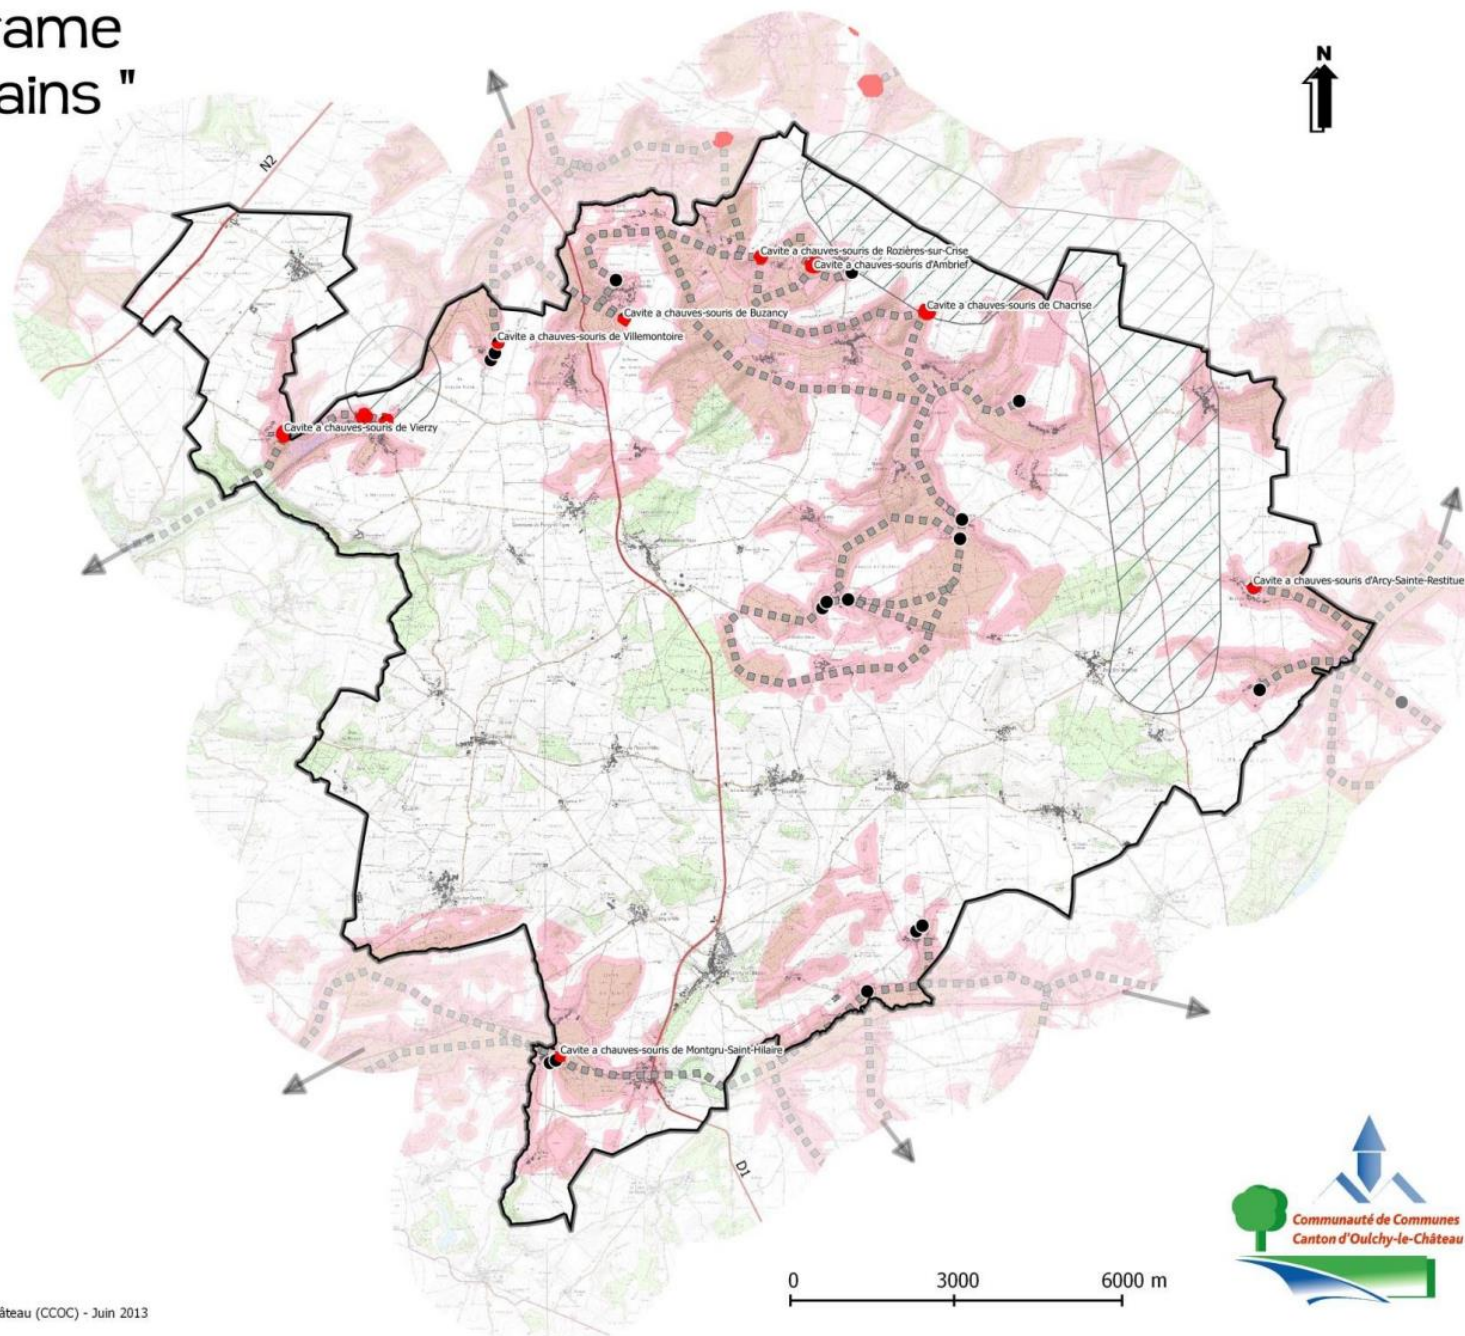 rame
ains "
N
N2
Cavite a chauves-souris de Rozières-sur-Crise
Cavite a chauves-souris d'Ambrief
Cavite a chauves-souris de Chacrise
Cavite a chauves-souris de Buzancy
Cavite a chauves-souris de Villemontoire
Cavite a chauves-souris de Vierzy
Cavite a chauves-souris d'Arcy-Sainte-Restitue
Cavite a chauves-souris de Montgru-Saint-Hilaire
D1
Communauté de Communes
Canton d'Oulchy-le-Château
0 3000 6000 m
âteau (CCOC) - Juin 2013